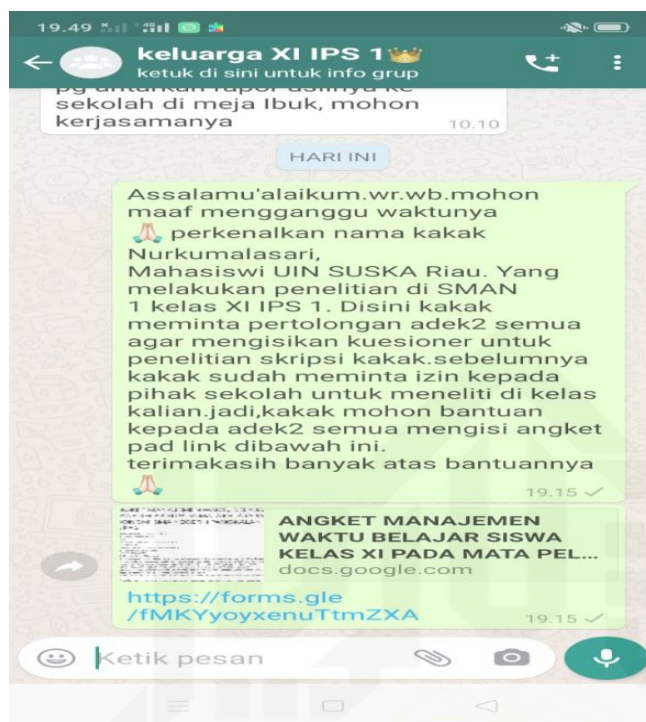 19.49
keluarga XI IPS 1
ketuk di sini untuk info grup
sekolah di meja Ibuk, mohon
kerjasamanya
10.10
HARI INI
Assalamu'alaikum.wr.wb.mohon
maaf mengganggu waktunya
perkenalkan nama kakak
Nurkumalasari,
Mahasiswi UIN SUSKA Riau. Yang
melakukan penelitian di SMAN
1 kelas XI IPS 1. Disini kakak
meminta pertolongan adek2 semua
agar mengisikan kuesioner untuk
penelitian skripsi kakak.sebelumnya
kakak sudah meminta izin kepada
pihak sekolah untuk meneliti di kelas
kalian.jadi,kakak mohon bantuan
kepada adek2 semua mengisi angket
pad link dibawah ini.
terimakasih banyak atas bantuannya
19.15
ANGKET MANAJEMEN
WAKTU BELAJAR SISWA
KELAS XI PADA MATA PEL...
docs.google.com
https://forms.gle
/fMKYyoyxenuTtmZXA
19.15
Ketik pesan